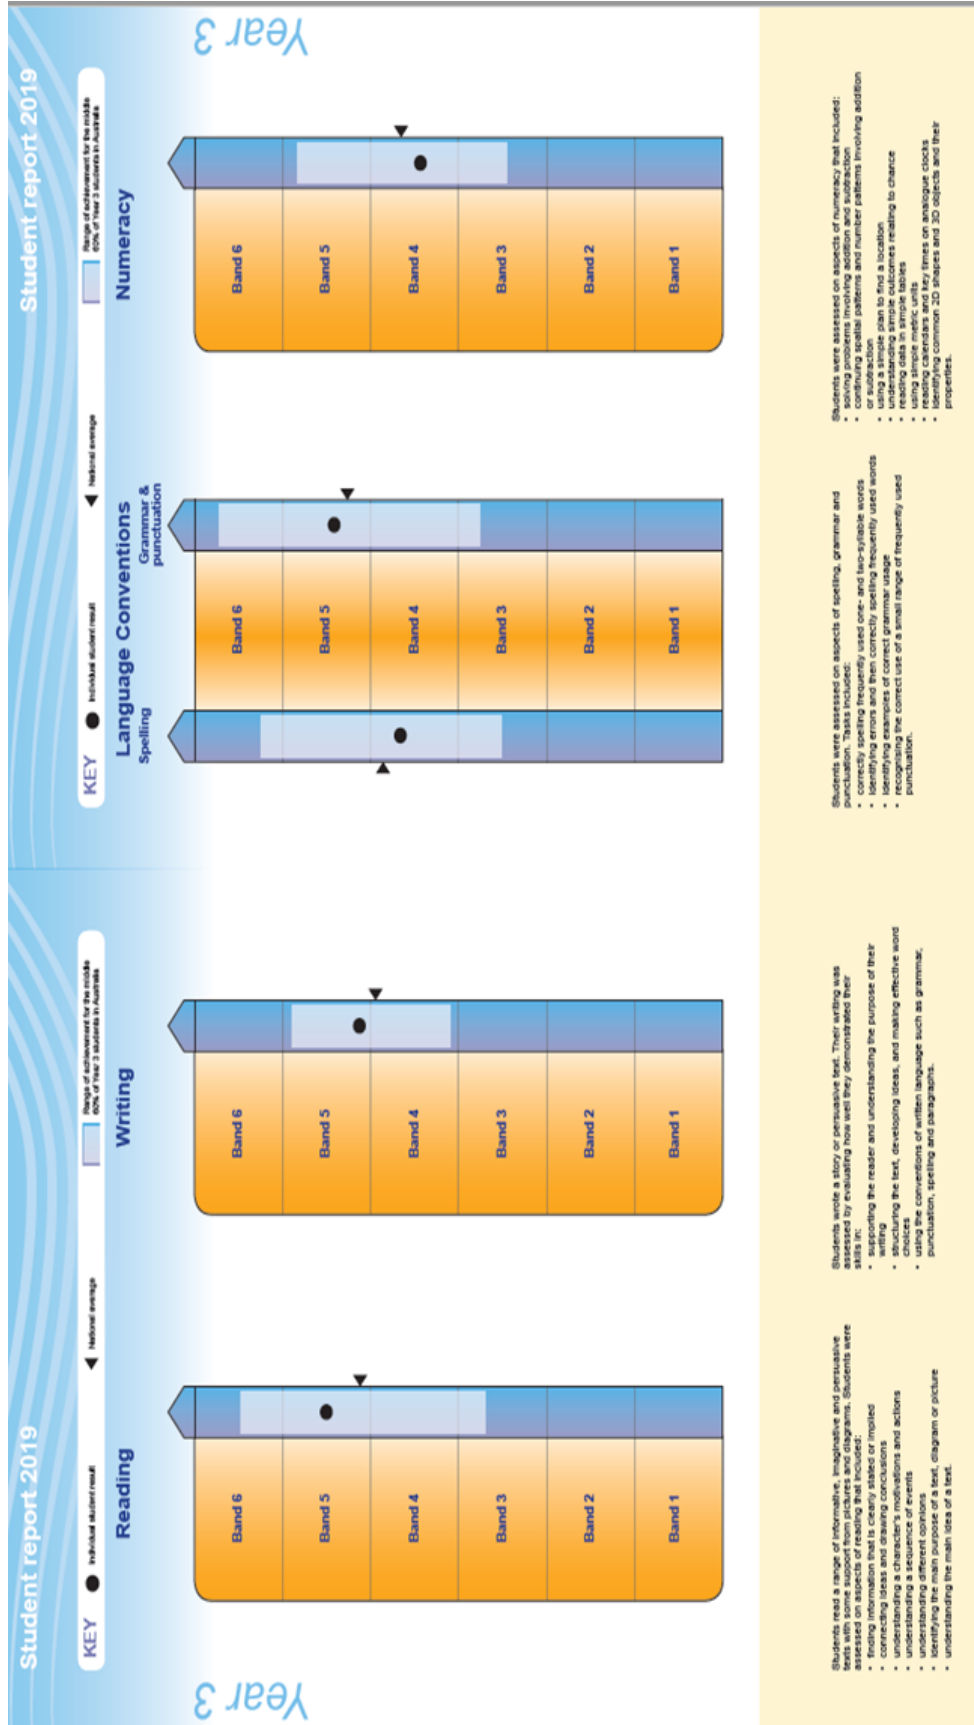 Student report 2019
KEY
Individual student result
National average
Range of achievement for the middle
60% of Year 3 students in Australia
Year 3
Reading
Band 6
Band 5
Band 4
Band 3
Band 2
Band 1
Writing
Band 6
Band 5
Band 4
Band 3
Band 2
Band 1
Students read a range of informative, imaginative and persuasive
texts with some support from pictures and diagrams. Students were
assessed on aspects of reading that included:
• finding information that is clearly stated or implied
• connecting ideas and drawing conclusions
• understanding a character's motivations and actions
• understanding a sequence of events
• understanding different opinions
• identifying the main purpose of a text, diagram or picture
• understanding the main idea of a text.
Students wrote a story or persuasive text. Their writing was
assessed by evaluating how well they demonstrated their
skills in:
• supporting the reader and understanding the purpose of their
writing
• structuring the text, developing ideas, and making effective word
choices
• using the conventions of written language such as grammar,
punctuation, spelling and paragraphs.
Student report 2019
KEY
Individual student result
National average
Range of achievement for the middle
60% of Year 3 students in Australia
Year 3
Language Conventions
Spelling
Grammar &
punctuation
Band 6
Band 5
Band 4
Band 3
Band 2
Band 1
Numeracy
Band 6
Band 5
Band 4
Band 3
Band 2
Band 1
Students were assessed on aspects of spelling, grammar and
punctuation. Tasks included:
• correctly spelling frequently used one- and two-syllable words
• identifying errors and then correctly spelling frequently used words
• identifying examples of correct grammar usage
• recognising the correct use of a small range of frequently used
punctuation.
Students were assessed on aspects of numeracy that included:
• solving problems involving addition and subtraction
• continuing spatial patterns and number patterns involving addition
or subtraction
• using a simple plan to find a location
• understanding simple outcomes relating to chance
• reading data in simple tables
• using simple metric units
• reading calendars and key times on analogue clocks
• identifying common 2D shapes and 3D objects and their
properties.